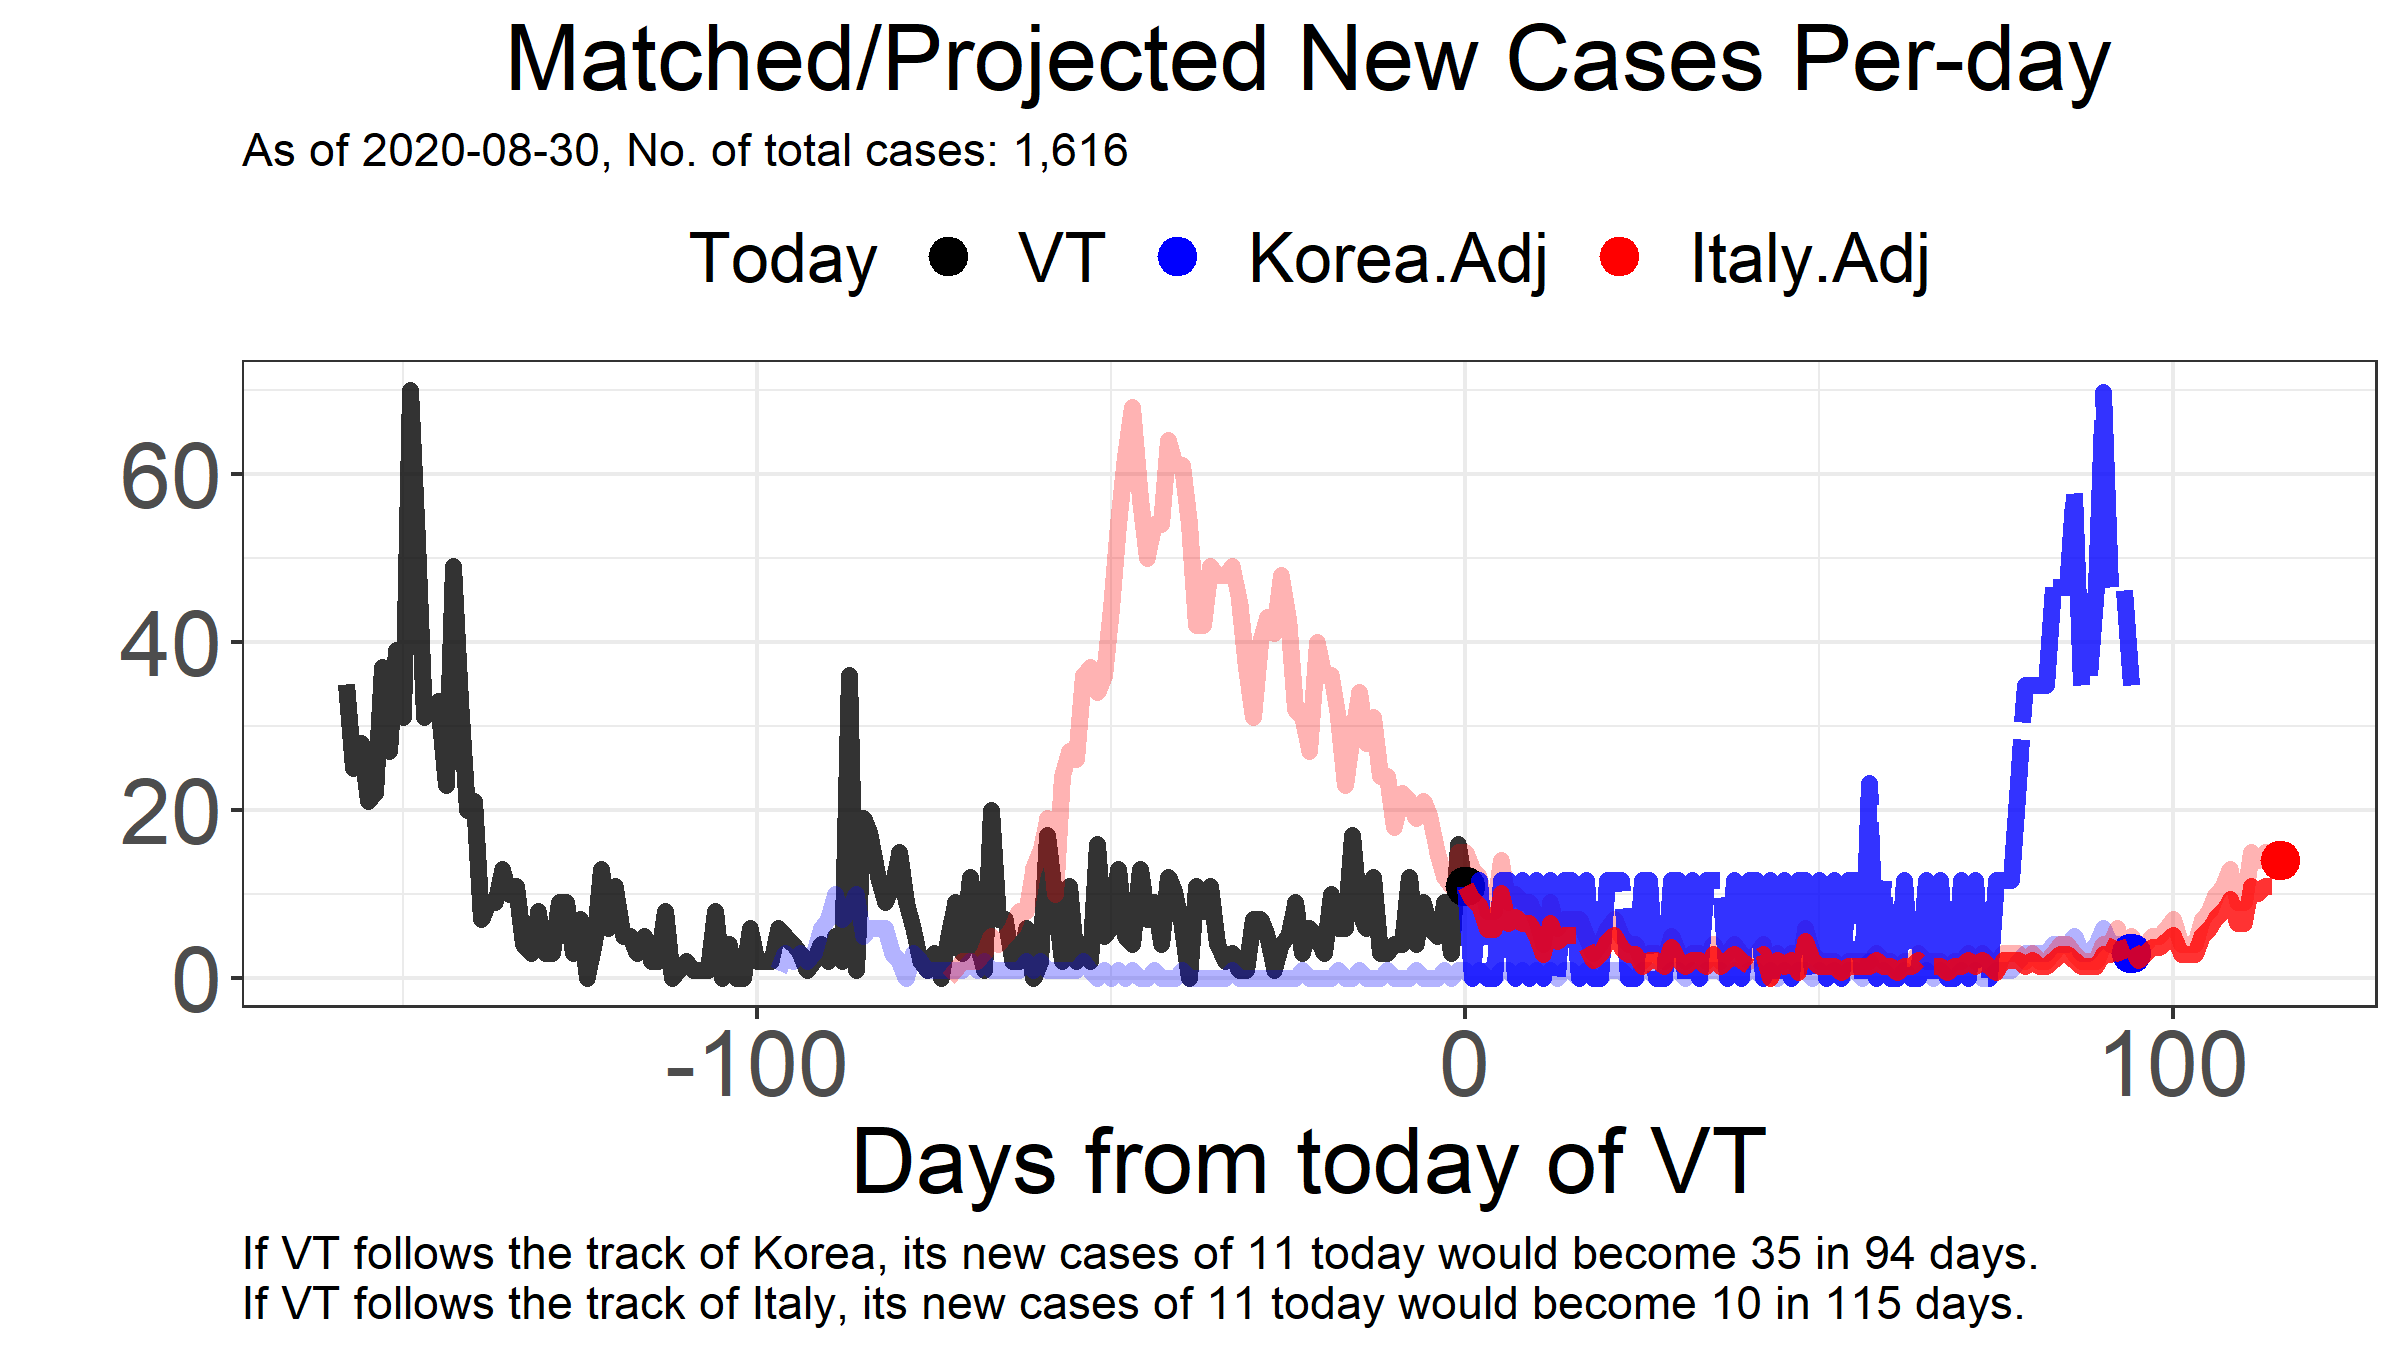 Matched/Projected New Cases Per-day
As of 2020-08-30, No. of total cases: 1,616
Today VT Korea.Adj Italy.Adj
60
40
20
0
-100 0 100
Days from today of VT
If VT follows the track of Korea, its new cases of 11 today would become 35 in 94 days.
If VT follows the track of Italy, its new cases of 11 today would become 10 in 115 days.